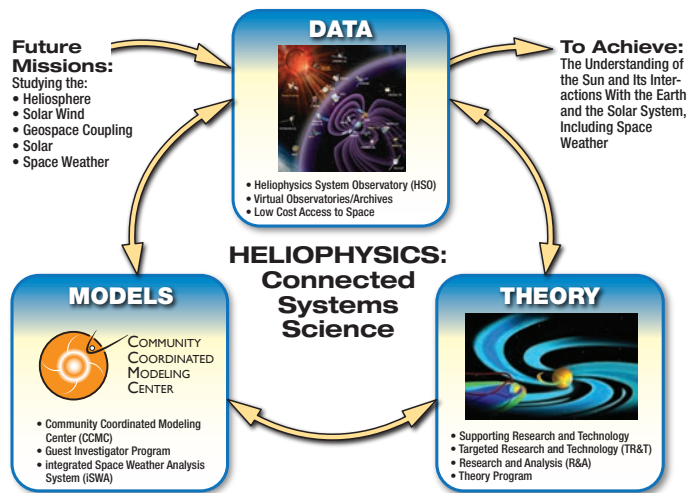 DATA
Future
Missions:
Studying the:
• Heliosphere
• Solar Wind
• Geospace Coupling
• Solar
• Space Weather
To Achieve:
The Understanding of
the Sun and Its Inter-
actions With the Earth
and the Solar System,
Including Space
Weather
• Heliophysics System Observatory (HSO)
• Virtual Observatories/Archives
• Low Cost Access to Space
HELIOPHYSICS:
Connected
Systems
Science
MODELS
COMMUNITY
COORDINATED
MODELING
CENTER
• Community Coordinated Modeling
Center (CCMC)
• Guest Investigator Program
• integrated Space Weather Analysis
System (iSWA)
THEORY
• Supporting Research and Technology
• Targeted Research and Technology (TR&T)
• Research and Analysis (R&A)
• Theory Program